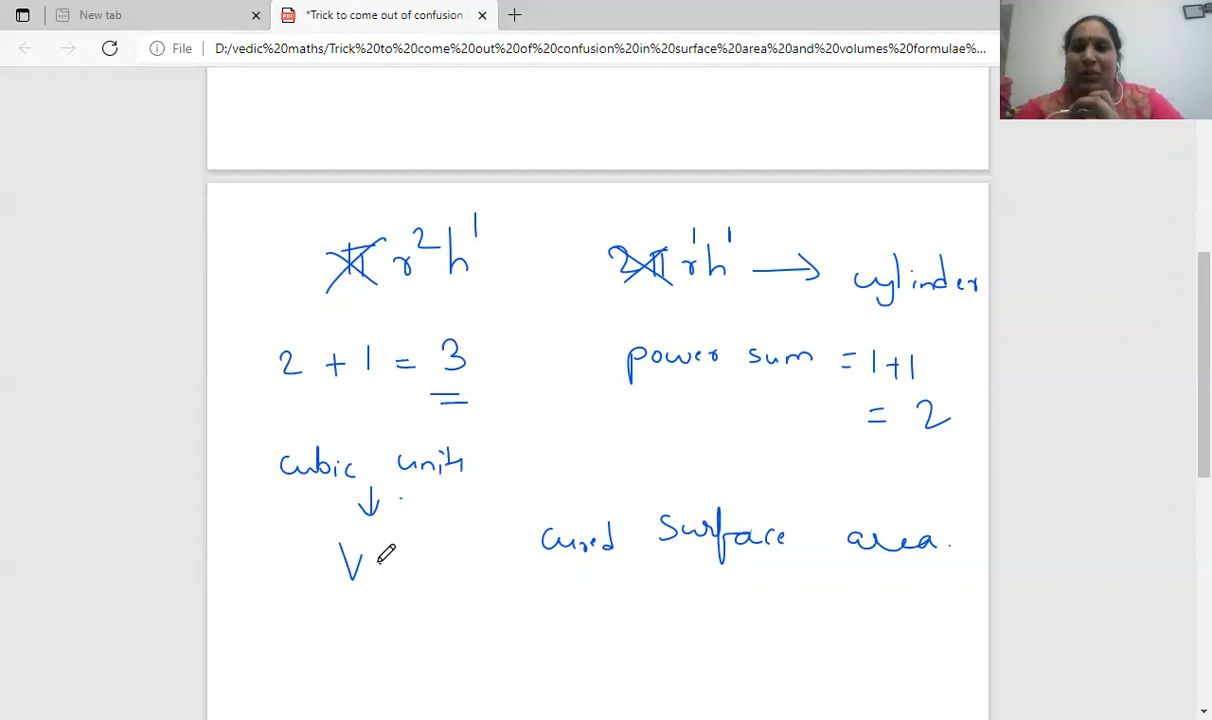 New tab
*Trick to come out of confusion
File D:/vedic%20maths/Trick%20to%20come%20out%20of%20confusion%20in%20surface%20area%20and%20volumes%20formulae%...
π r² h¹ 2π r¹ h¹ → cylinder
2 + 1 = 3 power sum = 1+1
= 2
cubic units
↓
cured surface area.
V